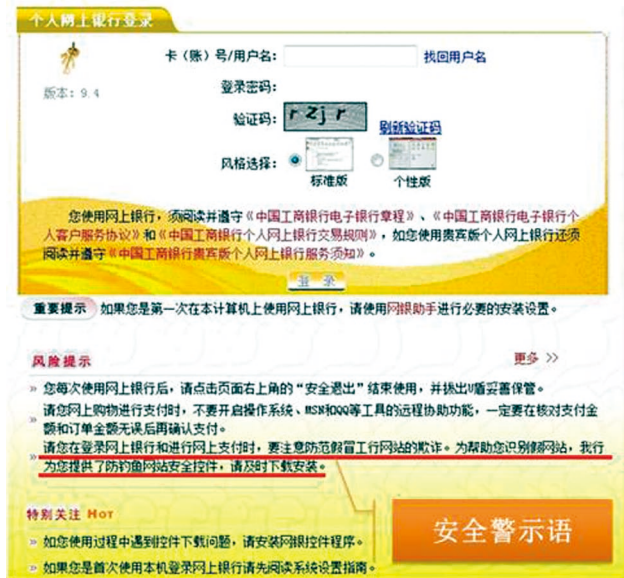 个人网上银行登录
卡（账）号/用户名： 找回用户名
版本：9.4
登录密码：
验证码： rzjr 刷新验证码
风格选择： 标准版 个性版
您使用网上银行，须阅读并遵守《中国工商银行电子银行章程》、《中国工商银行电子银行个
人客户服务协议》和《中国工商银行个人网上银行交易规则》，如您使用贵宾版个人网上银行还须
阅读并遵守《中国工商银行贵宾版个人网上银行服务须知》。
登 录
重要提示 如果您是第一次在本计算机上使用网上银行，请使用网银助手进行必要的安装设置。
风险提示 更多 >>
» 您每次使用网上银行后，请点击页面右上角的“安全退出”结束使用，并拔出U盾妥善保管。
» 请您网上购物进行支付时，不要开启操作系统、MSN和QQ等工具的远程协助功能，一定要在核对支付金
额和订单金额无误后再确认支付。
» 请您在登录网上银行和进行网上支付时，要注意防范假冒工行网站的欺诈。为帮助您识别假网站，我行
为您提供了防钓鱼网站安全控件，请及时下载安装。
特别关注 HOT
安全警示语
» 如您使用过程中遇到控件下载问题，请安装网银控件程序。
» 如果您是首次使用本机登录网上银行请先阅读系统设置指南。